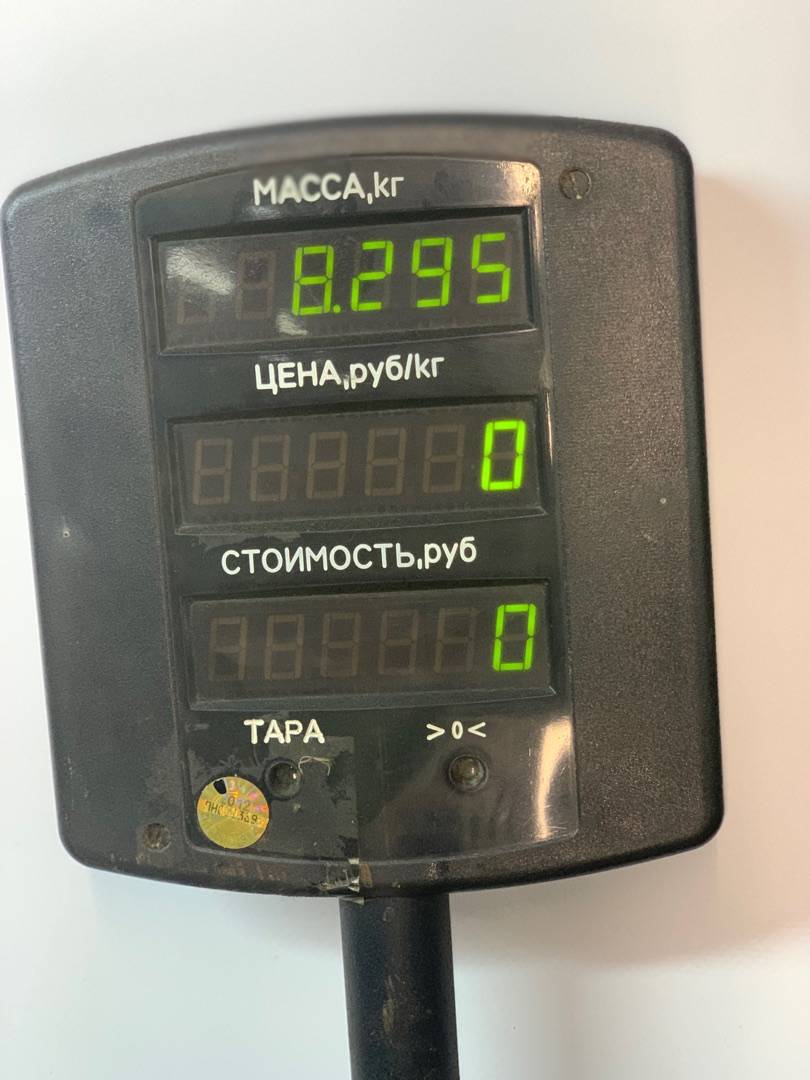 МАССА,кг
8.295
ЦЕНА,руб/кг
0
СТОИМОСТЬ,руб
0
ТАРА >0<